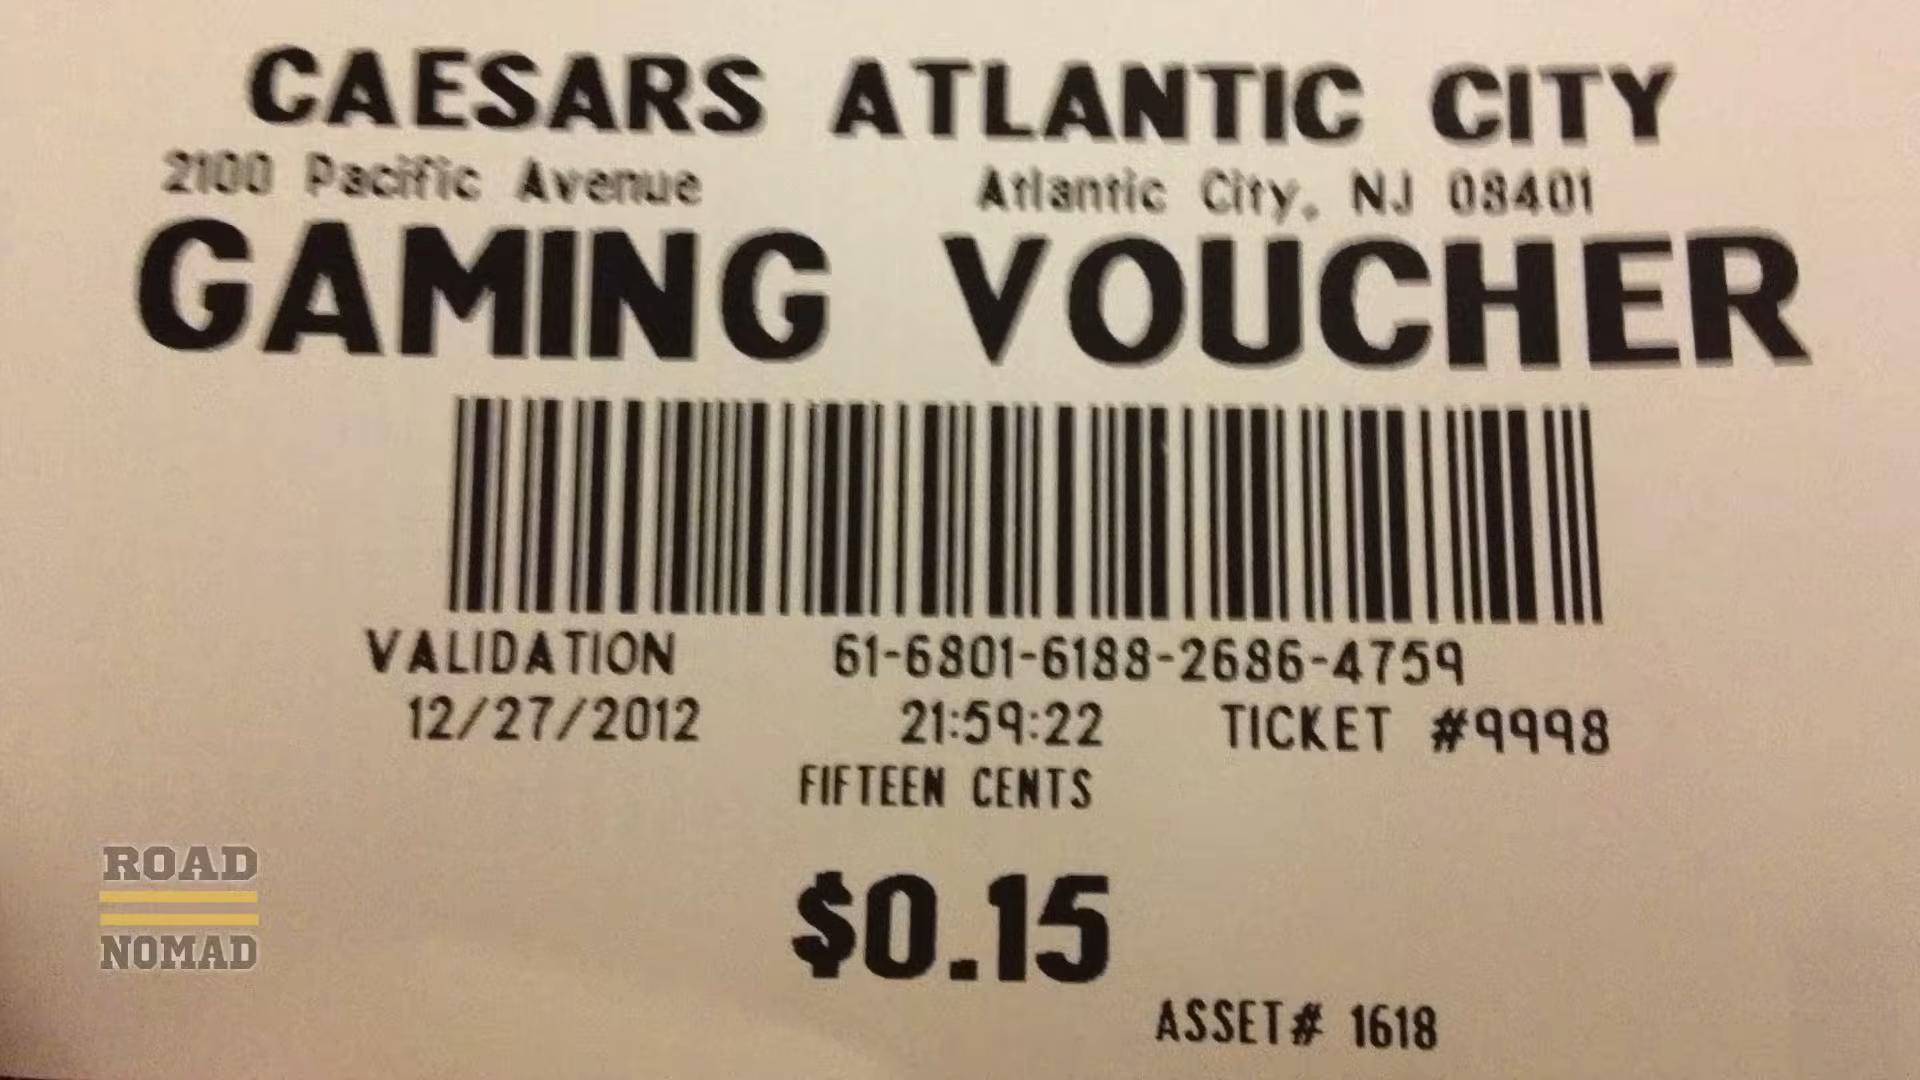 CAESARS ATLANTIC CITY
2100 Pacific Avenue Atlantic City, NJ 08401
GAMING VOUCHER
VALIDATION 61-6801-6188-2686-4759
12/27/2012 21:59:22 TICKET #9998
FIFTEEN CENTS
$0.15
ASSET# 1618
ROAD
NOMAD